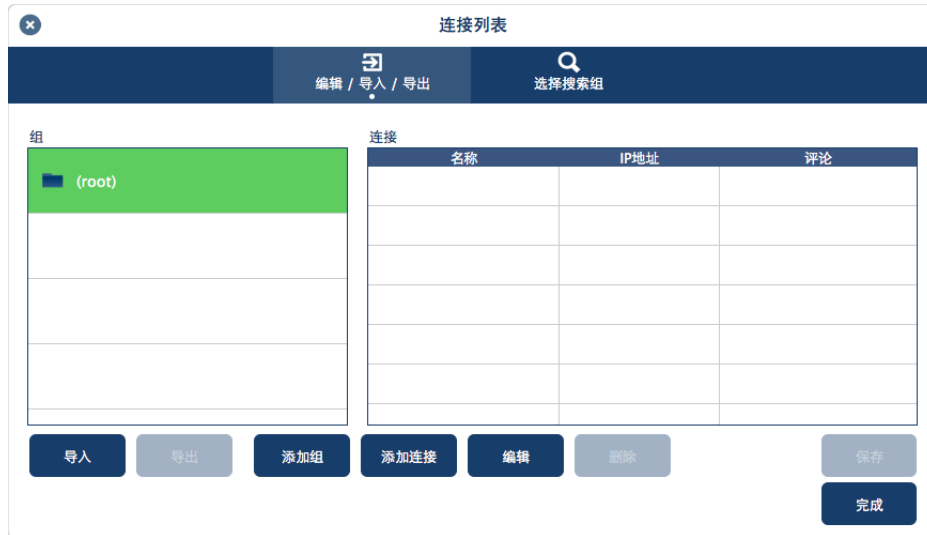 连接列表
编辑 / 导入 / 导出
选择搜索组
组
连接
(root)
名称 IP地址 评论
导入 导出 添加组 添加连接 编辑 删除 保存
完成